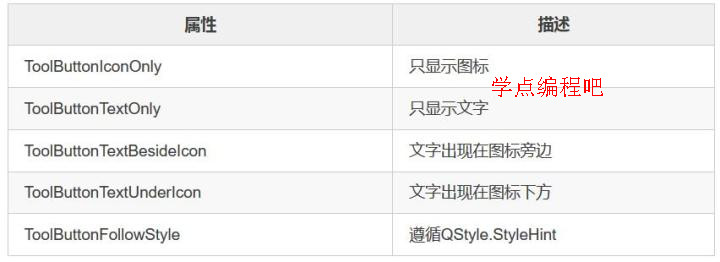 属性 描述
ToolButtonIconOnly 只显示图标
学点编程吧
ToolButtonTextOnly 只显示文字
ToolButtonTextBesideIcon 文字出现在图标旁边
ToolButtonTextUnderIcon 文字出现在图标下方
ToolButtonFollowStyle 遵循QStyle.StyleHint